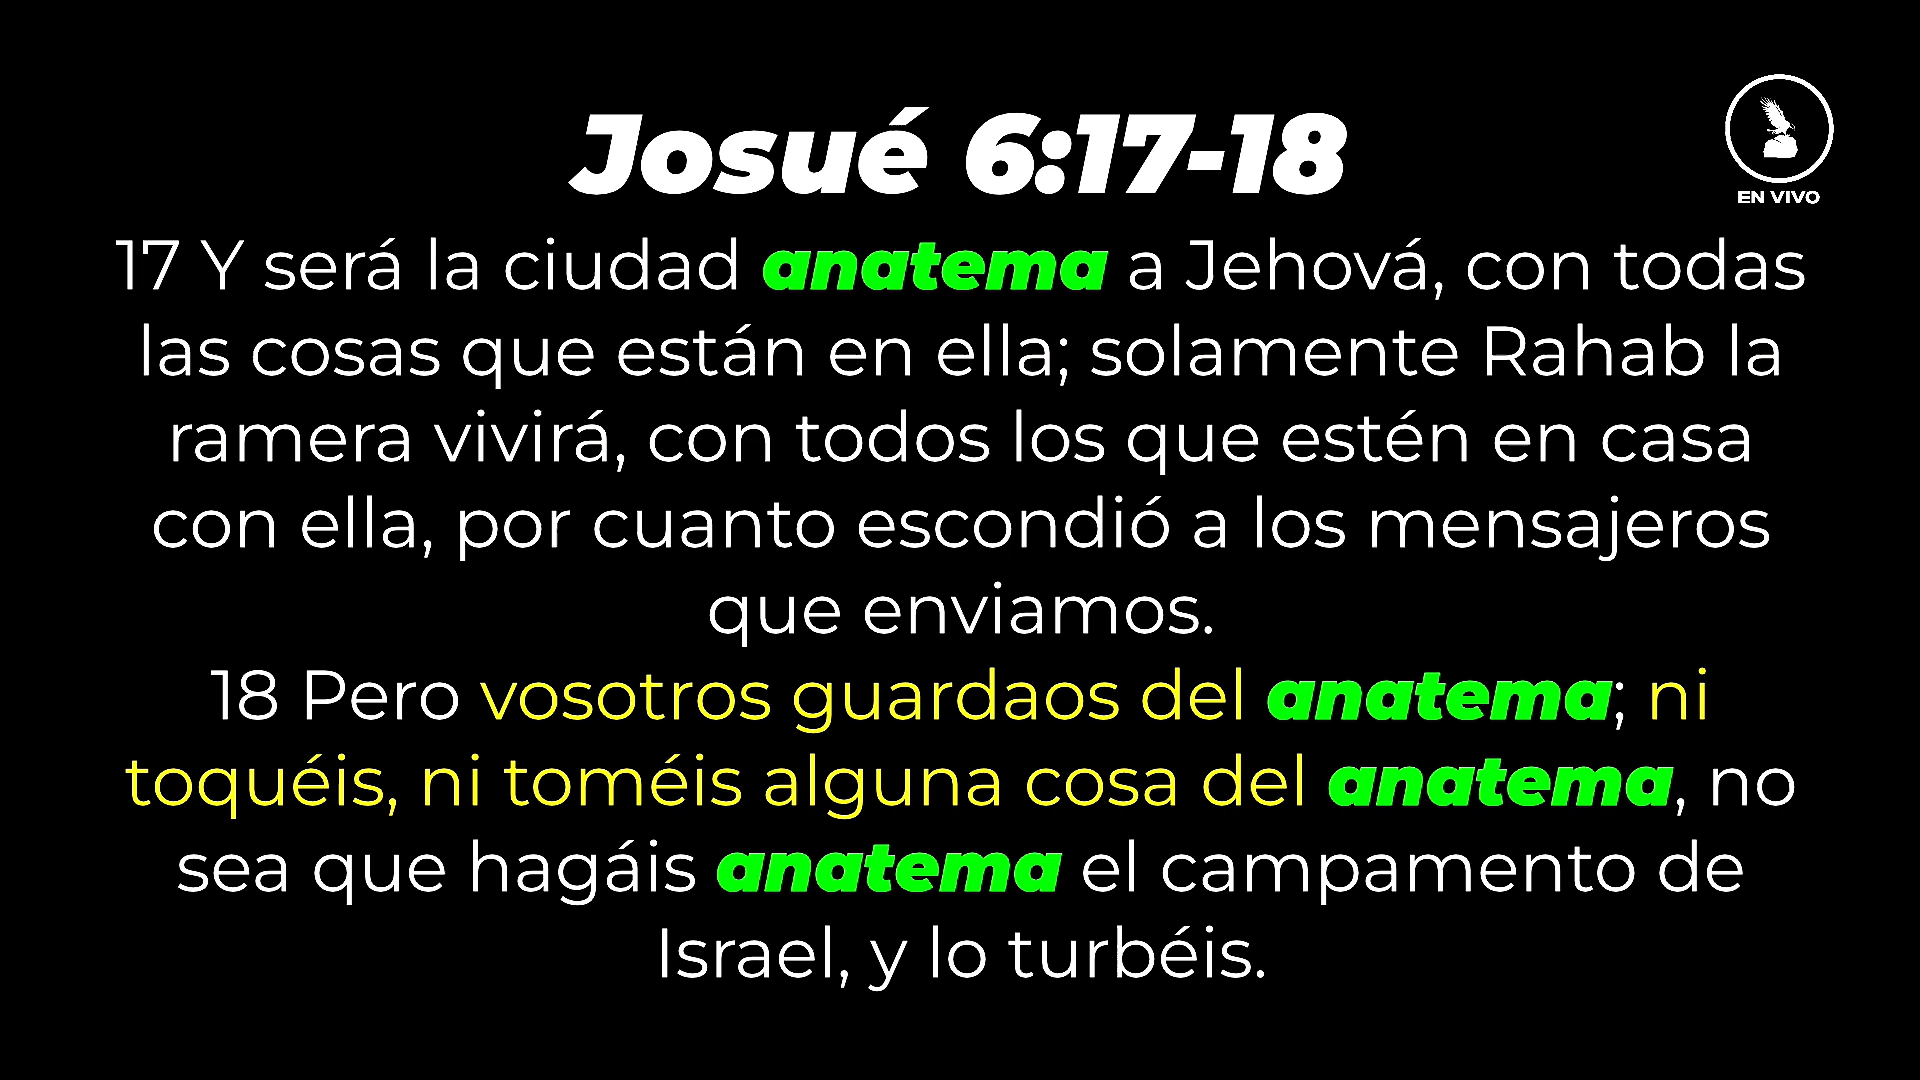 Josué 6:17-18
EN VIVO
17 Y será la ciudad anatema a Jehová, con todas
las cosas que están en ella; solamente Rahab la
ramera vivirá, con todos los que estén en casa
con ella, por cuanto escondió a los mensajeros
que enviamos.
18 Pero vosotros guardaos del anatema; ni
toquéis, ni toméis alguna cosa del anatema, no
sea que hagáis anatema el campamento de
Israel, y lo turbéis.